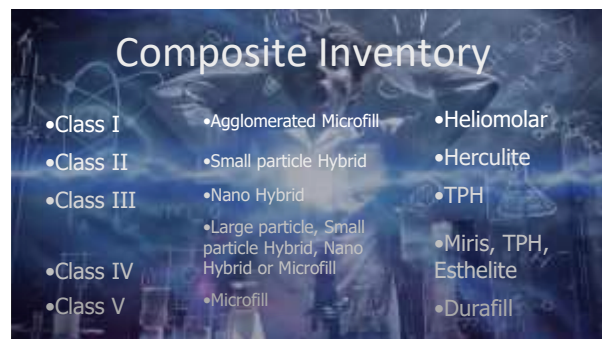 Composite Inventory
•Class I
•Class II
•Class III
•Class IV
•Class V
•Agglomerated Microfill
•Small particle Hybrid
•Nano Hybrid
•Large particle, Small
particle Hybrid, Nano
Hybrid or Microfill
•Microfill
•Heliomolar
•Herculite
•TPH
•Miris, TPH,
Esthelite
•Durafill